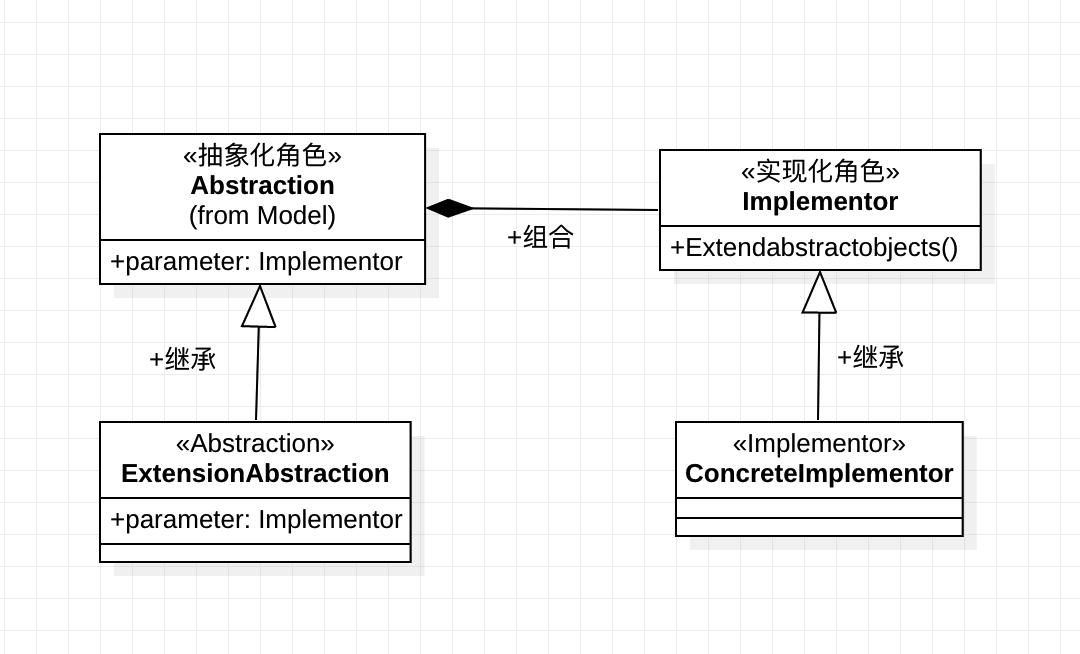 «抽象化角色»
Abstraction
(from Model)
+parameter: Implementor
+组合
«实现化角色»
Implementor
+Extendabstractobjects()
+继承
+继承
«Abstraction»
ExtensionAbstraction
+parameter: Implementor
«Implementor»
ConcreteImplementor